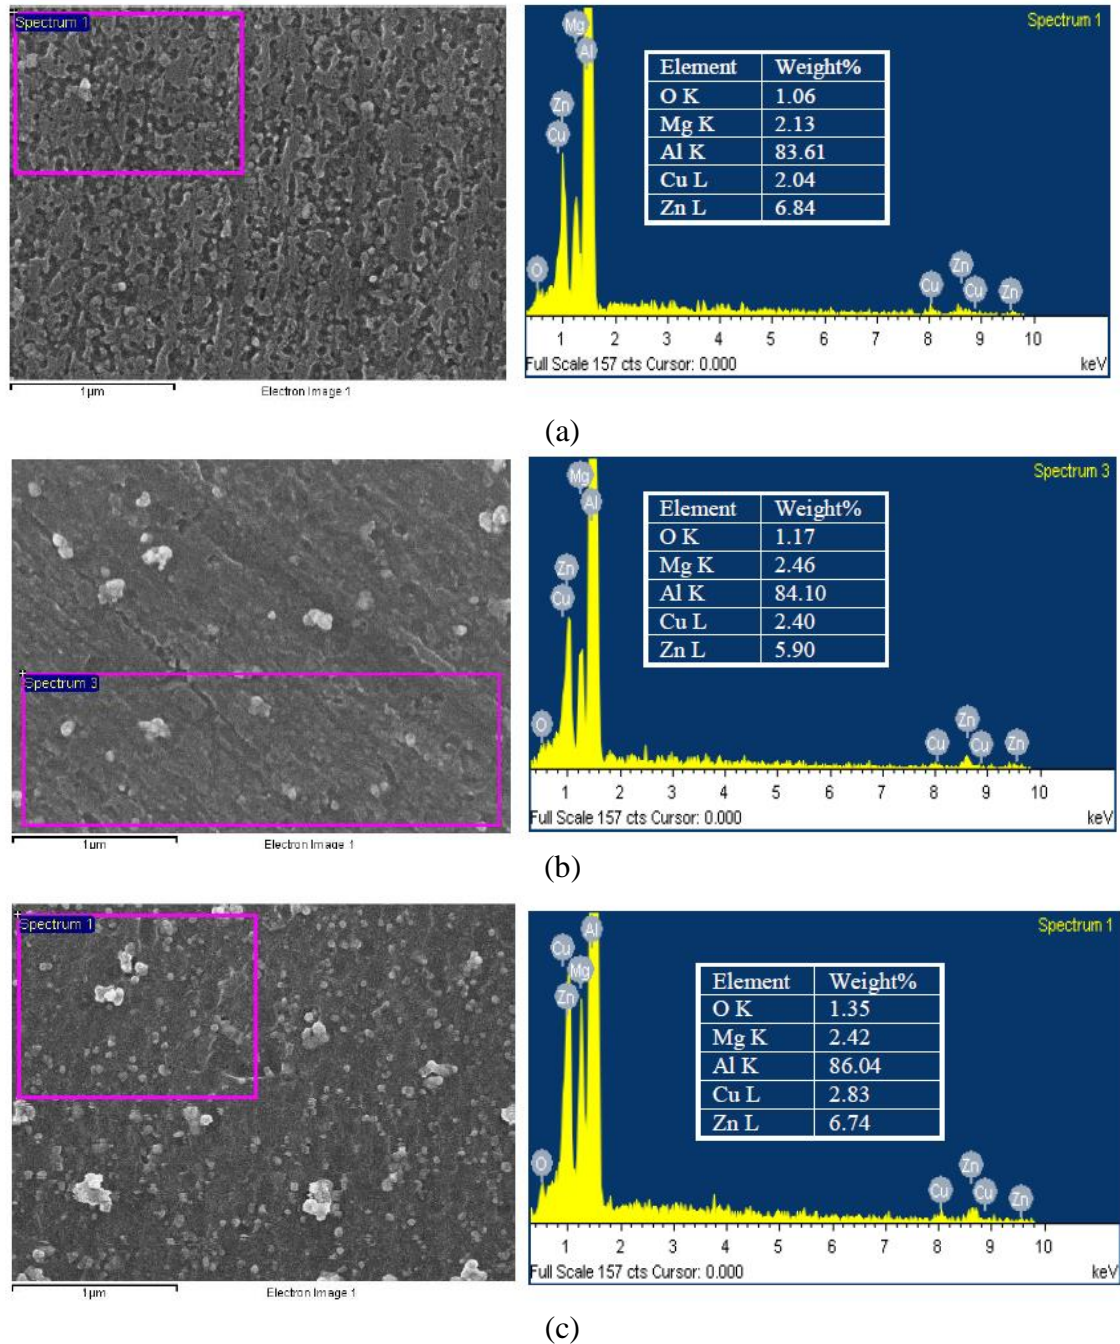 Spectrum 1
1µm
Electron Image 1
Spectrum 1
Mg
Al
Zn
Cu
O
Cu
Zn
Cu
Zn
Element Weight%
O K 1.06
Mg K 2.13
Al K 83.61
Cu L 2.04
Zn L 6.84
1 2 3 4 5 6 7 8 9 10
Full Scale 157 cts Cursor: 0.000 keV
(a)
Spectrum 3
1µm
Electron Image 1
Spectrum 3
Mg
Al
Zn
Cu
O
Cu
Zn
Cu
Zn
Element Weight%
O K 1.17
Mg K 2.46
Al K 84.10
Cu L 2.40
Zn L 5.90
1 2 3 4 5 6 7 8 9 10
Full Scale 157 cts Cursor: 0.000 keV
(b)
Spectrum 1
1µm
Electron Image 1
Spectrum 1
Al
Cu
Mg
Zn
O
Cu
Zn
Cu
Zn
Element Weight%
O K 1.35
Mg K 2.42
Al K 86.04
Cu L 2.83
Zn L 6.74
1 2 3 4 5 6 7 8 9 10
Full Scale 157 cts Cursor: 0.000 keV
(c)